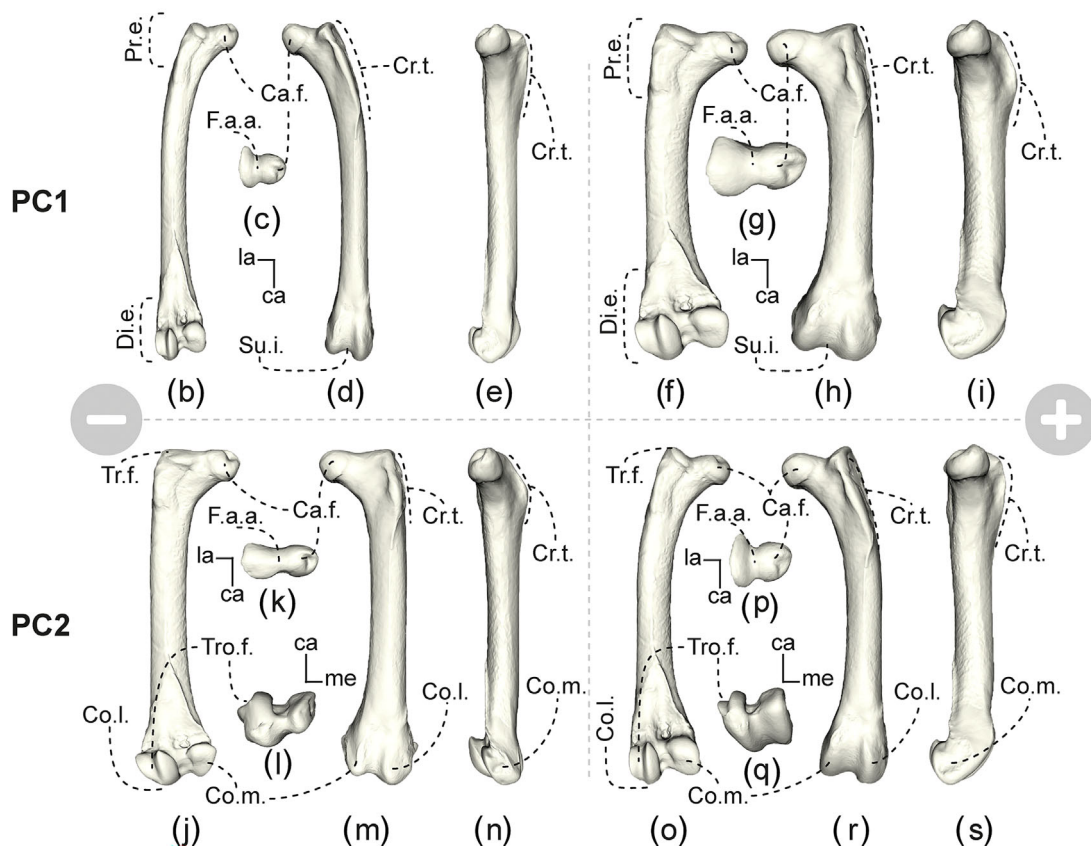 Pr.e.
Cr.t.
Ca.f.
F.a.a.
Cr.t.
Pr.e.
Cr.t.
Ca.f.
F.a.a.
Cr.t.
PC1
(c)
(g)
la
ca
la
ca
Di.e.
Su.i.
Di.e.
Su.i.
(b)
(d)
(e)
(f)
(h)
(i)
−
+
Tr.f.
Ca.f.
F.a.a.
Cr.t.
Cr.t.
la
ca
(k)
Tr.f.
Ca.f.
F.a.a.
Cr.t.
Cr.t.
la
ca
(p)
PC2
Tro.f.
ca
me
Co.l.
Co.l.
Co.m.
(l)
Co.m.
Tro.f.
ca
me
Co.l.
Co.l.
Co.m.
(q)
Co.m.
(j)
(m)
(n)
(o)
(r)
(s)